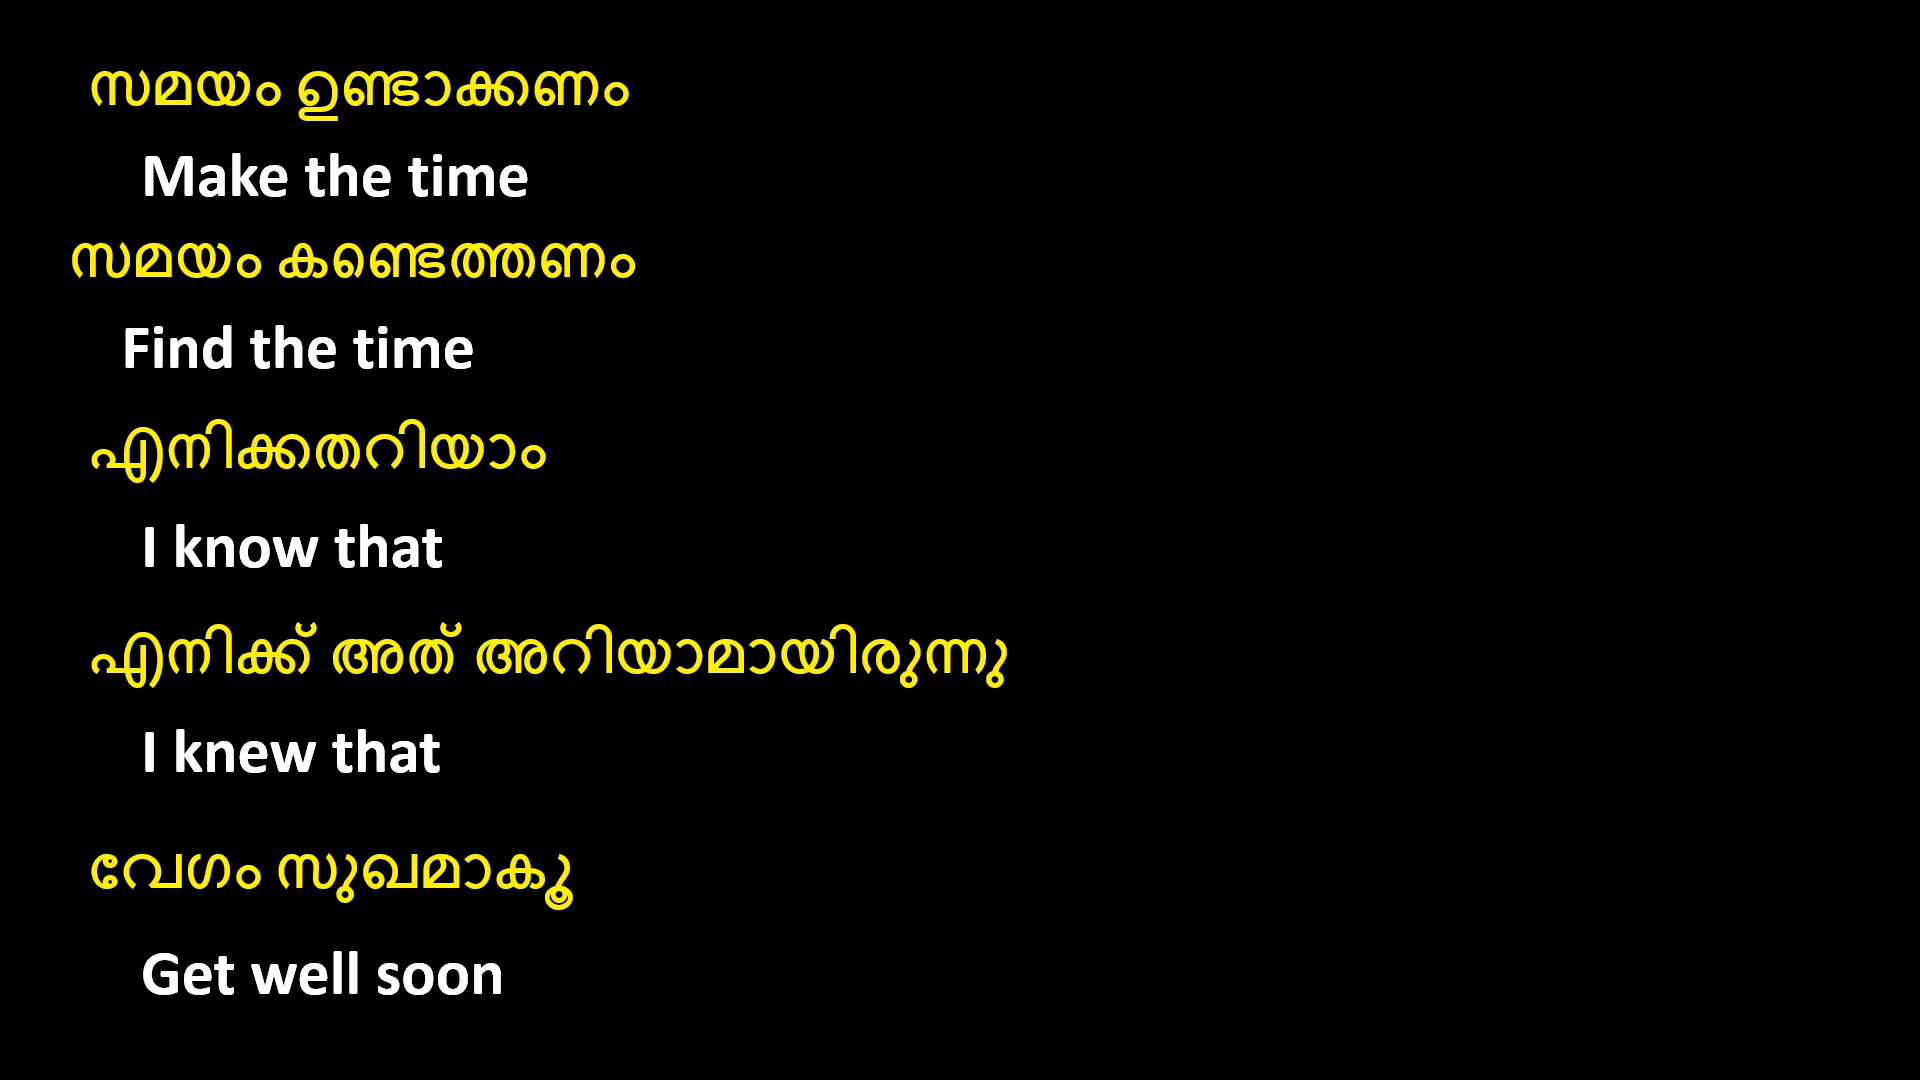 സമയം ഉണ്ടാക്കണം
Make the time
സമയം കണ്ടെത്തണം
Find the time
എനിക്കതറിയാം
I know that
എനിക്ക് അത് അറിയാമായിരുന്നു
I knew that
വേഗം സുഖമാകൂ
Get well soon